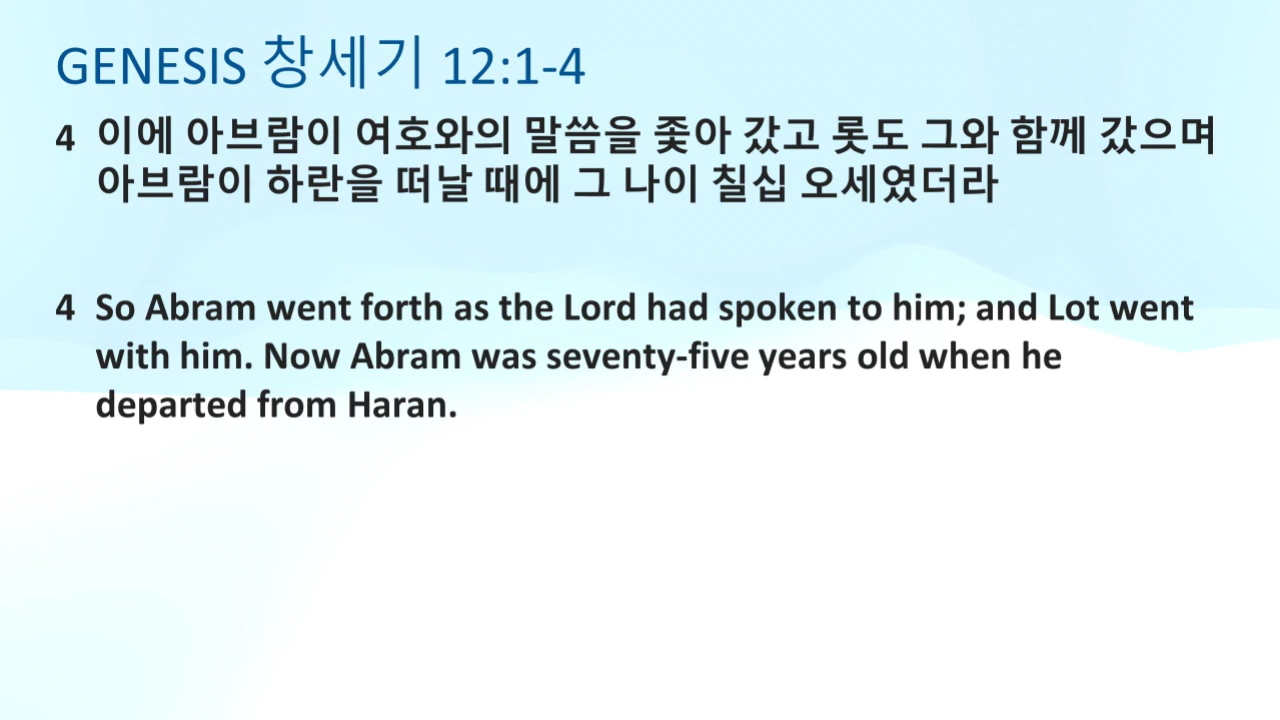 GENESIS 창세기 12:1-4
4 이에 아브람이 여호와의 말씀을 좇아 갔고 롯도 그와 함께 갔으며
아브람이 하란을 떠날 때에 그 나이 칠십 오세였더라
4 So Abram went forth as the Lord had spoken to him; and Lot went
with him. Now Abram was seventy-five years old when he
departed from Haran.